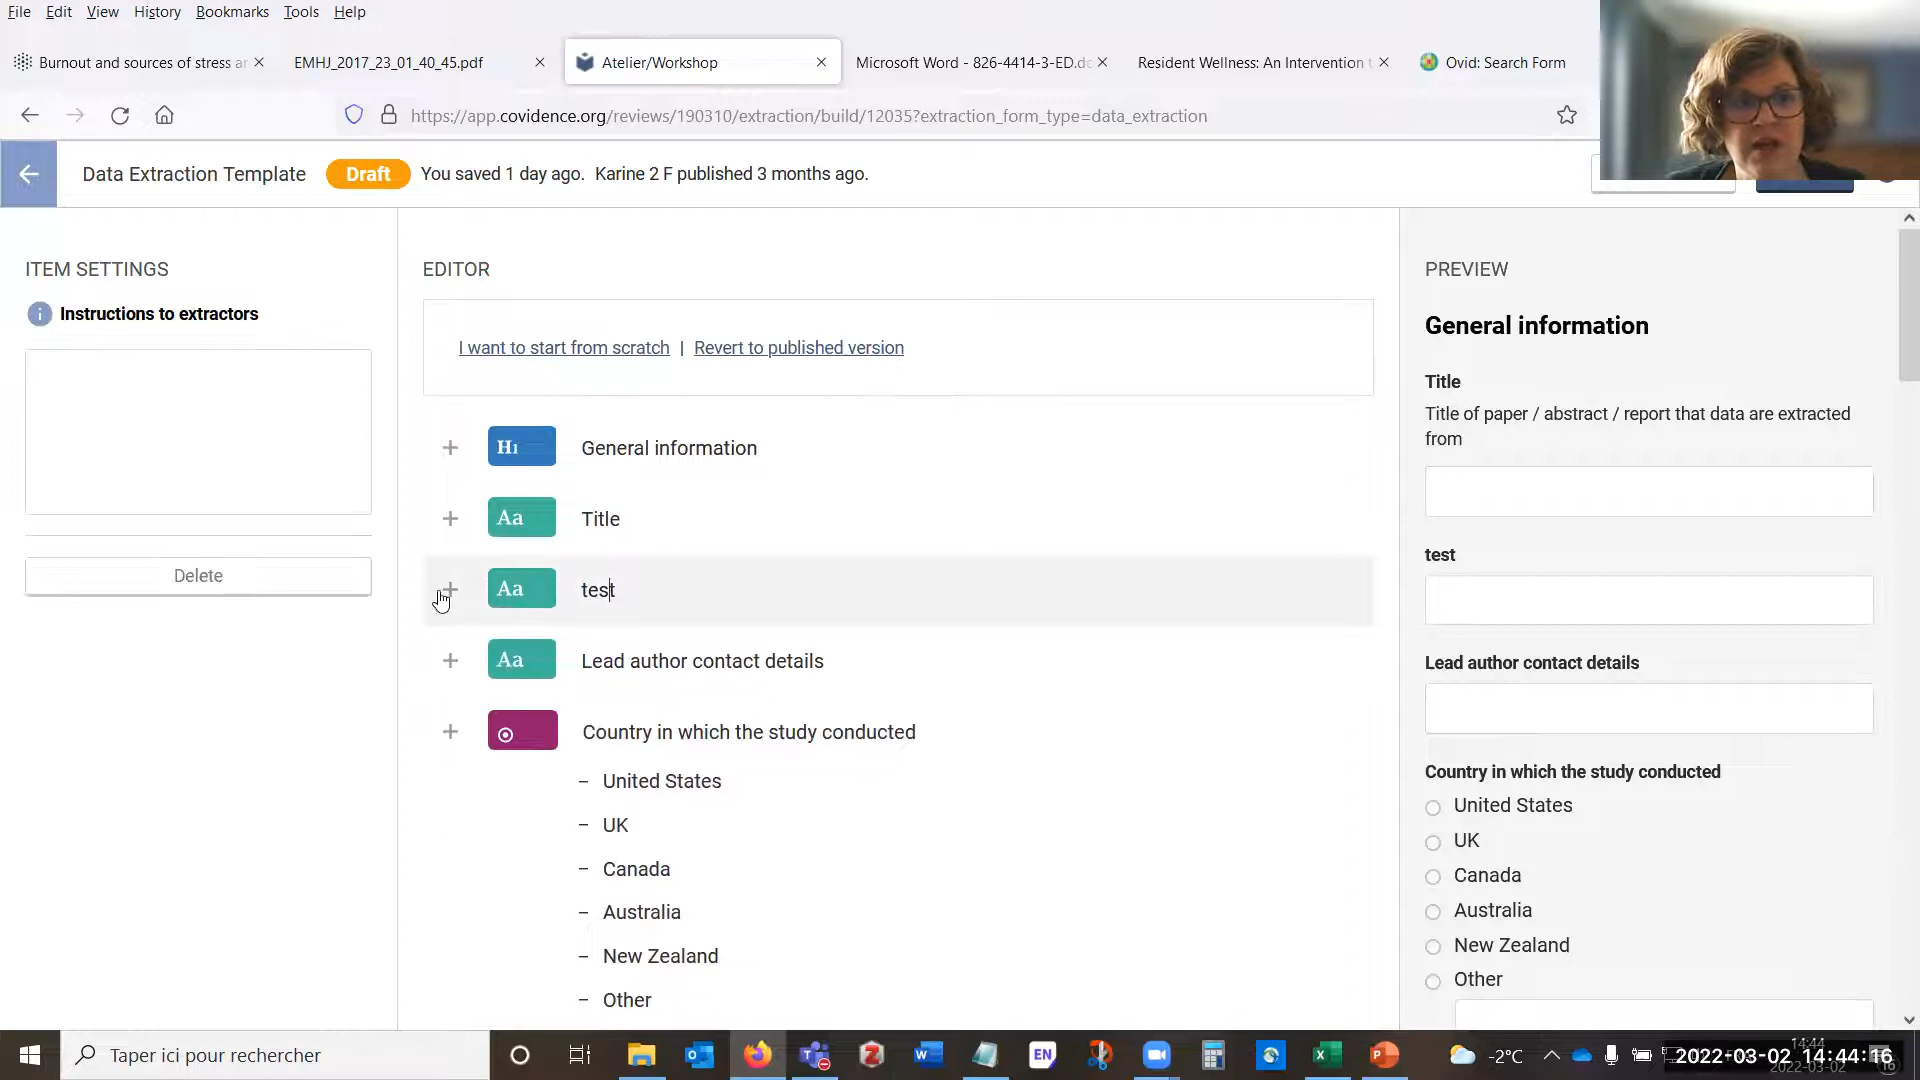 File Edit View History Bookmarks Tools Help
Burnout and sources of stress ar
EMHJ_2017_23_01_40_45.pdf
Atelier/Workshop
Microsoft Word - 826-4414-3-ED.dc
Resident Wellness: An Intervention t
Ovid: Search Form
https://app.covidence.org/reviews/190310/extraction/build/12035?extraction_form_type=data_extraction
Data Extraction Template Draft You saved 1 day ago. Karine 2 F published 3 months ago.
ITEM SETTINGS
Instructions to extractors
Delete
EDITOR
I want to start from scratch | Revert to published version
H1 General information
Aa Title
Aa test
Aa Lead author contact details
Country in which the study conducted
– United States
– UK
– Canada
– Australia
– New Zealand
– Other
PREVIEW
General information
Title
Title of paper / abstract / report that data are extracted
from
test
Lead author contact details
Country in which the study conducted
United States
UK
Canada
Australia
New Zealand
Other
Taper ici pour rechercher
EN
-2°C
14:44
2022-03-02 14:44:16
2022-03-02
16